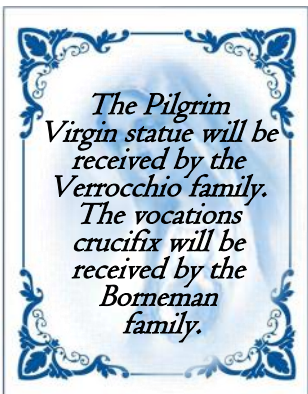 The Pilgrim
Virgin statue will be
received by the
Verrocchio family.
The vocations
crucifix will be
received by the
Borneman
family.